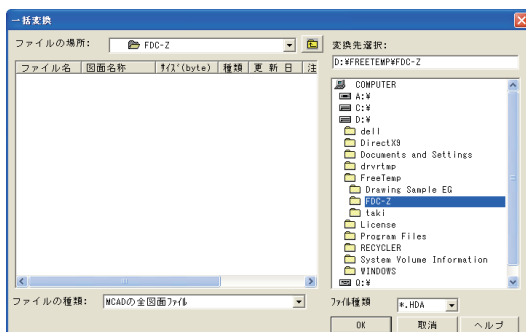 一括変換
ファイルの場所: FDC-Z
ファイル名 図面名称 ｻｲｽﾞ(byte) 種類 更 新 日 注
ファイルの種類: MCADの全図面ﾌｧｲﾙ
変換先選択:
D:¥FREETEMP¥FDC-Z
COMPUTER
A:¥
C:¥
D:¥
dell
DirectX9
Documents and Settings
drvrtmp
FreeTemp
Drawing Sample EG
FDC-Z
taki
License
Program Files
RECYCLER
System Volume Information
WINDOWS
Q:¥
ﾌｧｲﾙ種類 *.HDA
OK 取消 ヘルプ